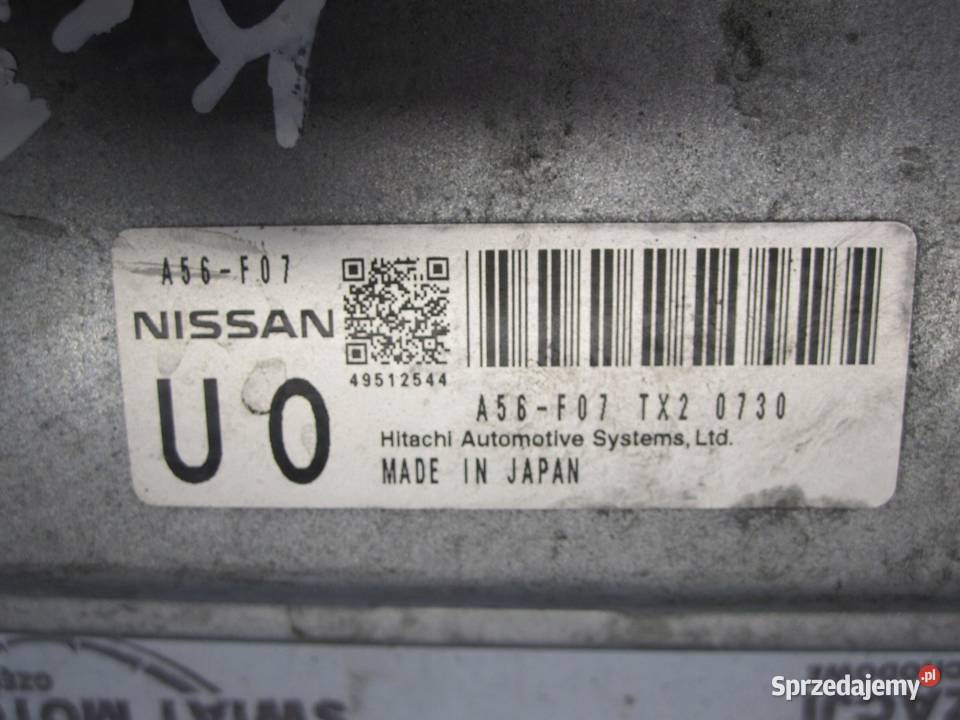 A56-F07
NISSAN
49512544
U0
A56-F07 TX2 0730
Hitachi Automotive Systems, Ltd.
MADE IN JAPAN
Sprzedajemy.pl